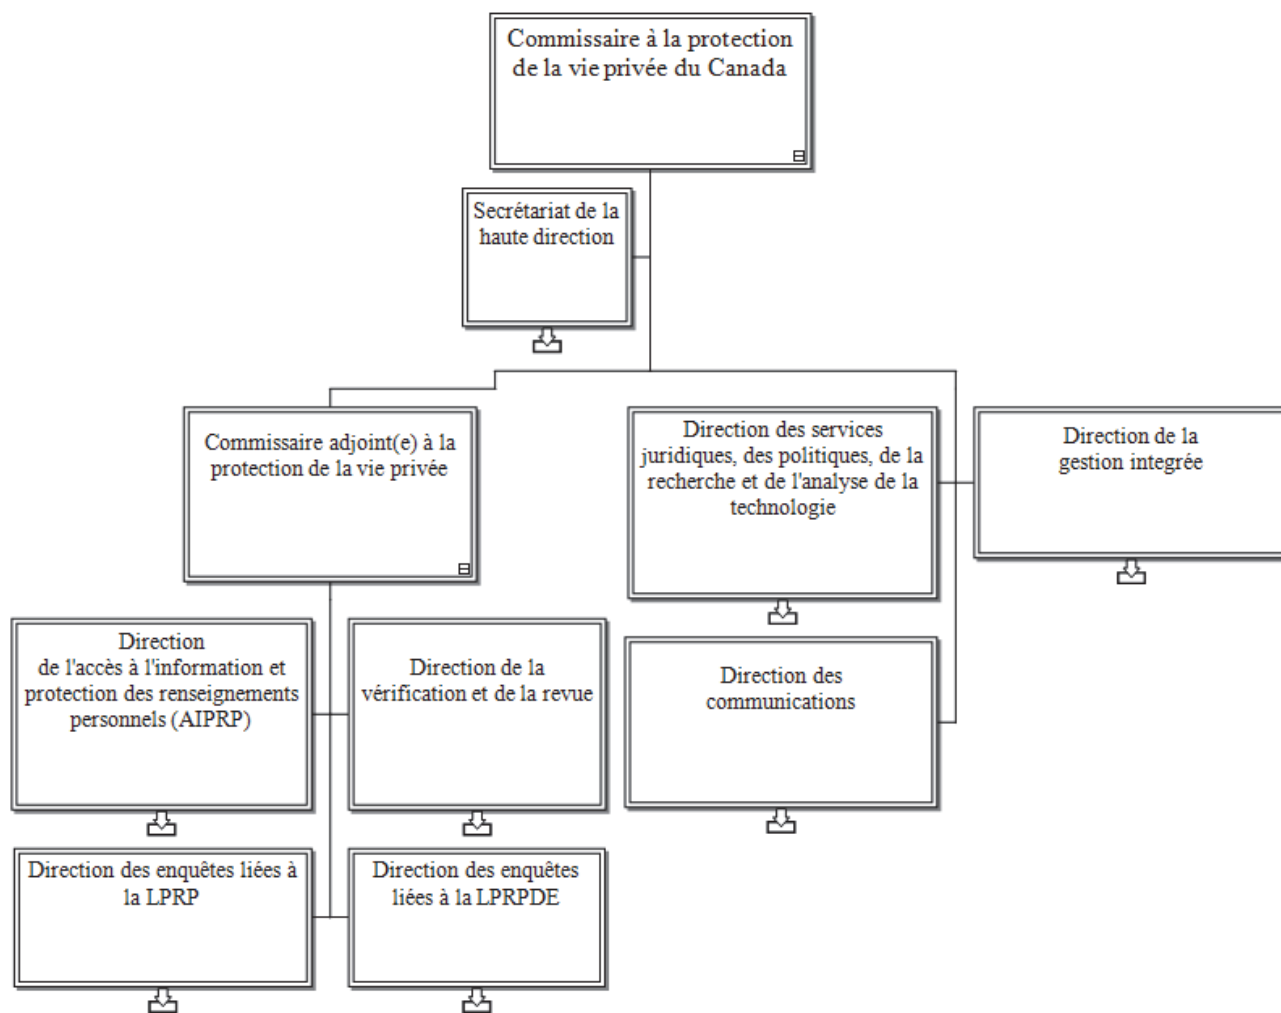 Commissaire à la protection
de la vie privée du Canada
Secrétariat de la
haute direction
Commissaire adjoint(e) à la
protection de la vie privée
Direction des services
juridiques, des politiques, de la
recherche et de l'analyse de la
technologie
Direction de la
gestion integrée
Direction
de l'accès à l'information et
protection des renseignements
personnels (AIPRP)
Direction de la
vérification et de la revue
Direction des
communications
Direction des enquêtes liées à
la LPRP
Direction des enquêtes
liées à la LPRPDE